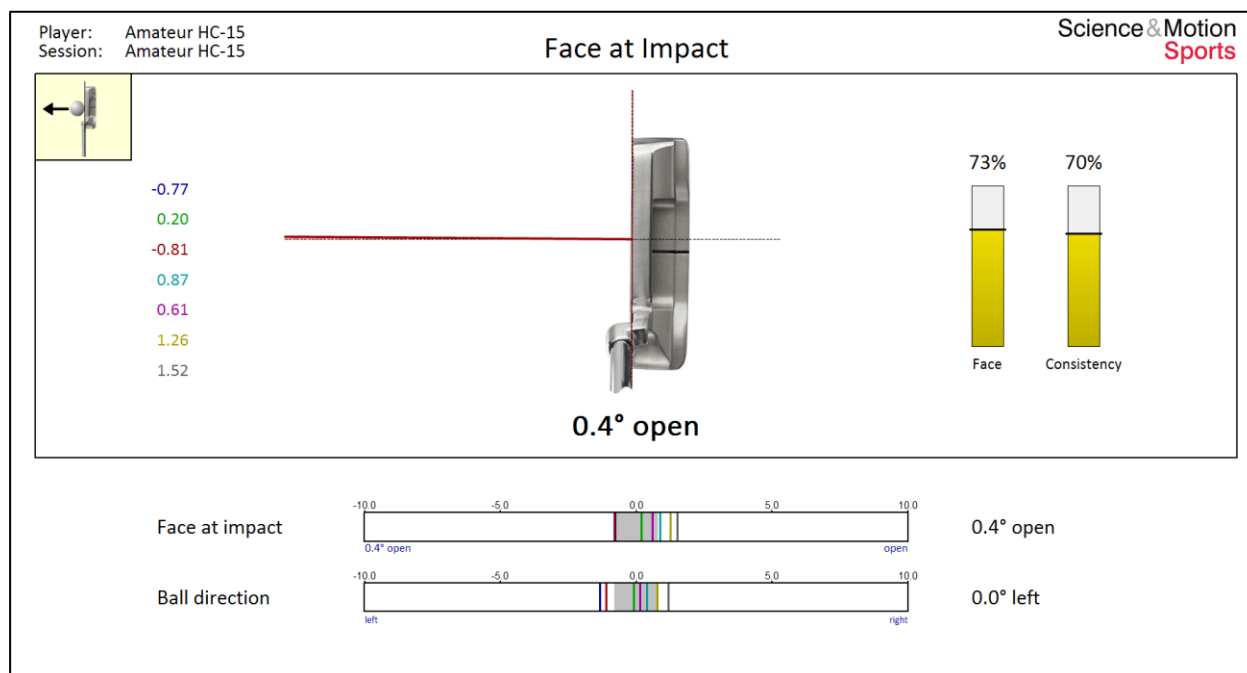 Player: Amateur HC-15
Session: Amateur HC-15
Face at Impact
Science&Motion
Sports
-0.77
0.20
-0.81
0.87
0.61
1.26
1.52
73% 70%
Face Consistency
0.4° open
Face at impact
-10.0 -5.0 0.0 5.0 10.0
0.4° open open
0.4° open
Ball direction
-10.0 -5.0 0.0 5.0 10.0
left right
0.0° left